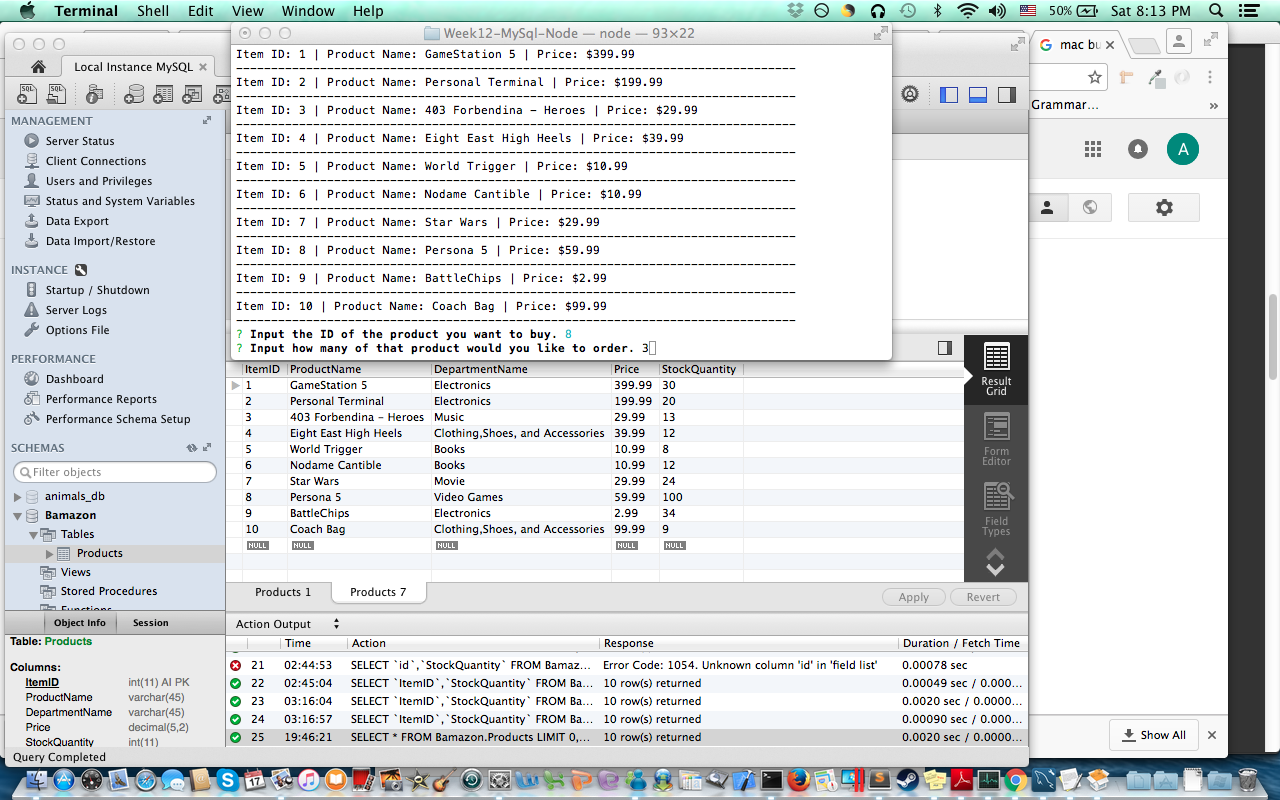 Terminal Shell Edit View Window Help 50% Sat 8:13 PM
Week12-MySql-Node — node — 93×22
Item ID: 1 | Product Name: GameStation 5 | Price: $399.99
Item ID: 2 | Product Name: Personal Terminal | Price: $199.99
Item ID: 3 | Product Name: 403 Forbendina - Heroes | Price: $29.99
Item ID: 4 | Product Name: Eight East High Heels | Price: $39.99
Item ID: 5 | Product Name: World Trigger | Price: $10.99
Item ID: 6 | Product Name: Nodame Cantible | Price: $10.99
Item ID: 7 | Product Name: Star Wars | Price: $29.99
Item ID: 8 | Product Name: Persona 5 | Price: $59.99
Item ID: 9 | Product Name: BattleChips | Price: $2.99
Item ID: 10 | Product Name: Coach Bag | Price: $99.99
? Input the ID of the product you want to buy. 8
? Input how many of that product would you like to order. 3
Local Instance MySQL
MANAGEMENT
Server Status
Client Connections
Users and Privileges
Status and System Variables
Data Export
Data Import/Restore
INSTANCE
Startup / Shutdown
Server Logs
Options File
PERFORMANCE
Dashboard
Performance Reports
Performance Schema Setup
SCHEMAS
Filter objects
animals_db
Bamazon
Tables
Products
Views
Stored Procedures
Functions
Object Info Session
Table: Products
Columns:
ItemID int(11) AI PK
ProductName varchar(45)
DepartmentName varchar(45)
Price decimal(5,2)
StockQuantity int(11)
Query Completed
ItemID ProductName DepartmentName Price StockQuantity
1 GameStation 5 Electronics 399.99 30
2 Personal Terminal Electronics 199.99 20
3 403 Forbendina - Heroes Music 29.99 13
4 Eight East High Heels Clothing,Shoes, and Accessories 39.99 12
5 World Trigger Books 10.99 8
6 Nodame Cantible Books 10.99 12
7 Star Wars Movie 29.99 24
8 Persona 5 Video Games 59.99 100
9 BattleChips Electronics 2.99 34
10 Coach Bag Clothing,Shoes, and Accessories 99.99 9
NULL NULL NULL NULL NULL
Result
Grid
Form
Editor
Field
Types
Products 1 Products 7 Apply Revert
Action Output
Time Action Response Duration / Fetch Time
21 02:44:53 SELECT `id`,`StockQuantity` FROM Bamaz... Error Code: 1054. Unknown column 'id' in 'field list' 0.00078 sec
22 02:45:04 SELECT `ItemID`,`StockQuantity` FROM Ba... 10 row(s) returned 0.00049 sec / 0.000...
23 03:16:04 SELECT `ItemID`,`StockQuantity` FROM Ba... 10 row(s) returned 0.0020 sec / 0.0000...
24 03:16:57 SELECT `ItemID`,`StockQuantity` FROM Ba... 10 row(s) returned 0.00090 sec / 0.000...
25 19:46:21 SELECT * FROM Bamazon.Products LIMIT 0,... 10 row(s) returned 0.0020 sec / 0.0000...
mac bu
Grammar...
»
A
Show All